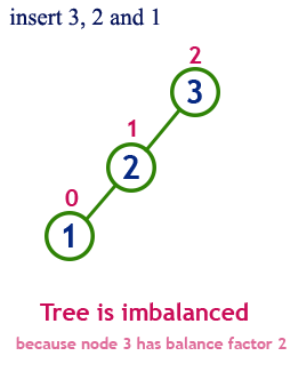 insert 3, 2 and 1
2
3
1
2
0
1
Tree is imbalanced
because node 3 has balance factor 2